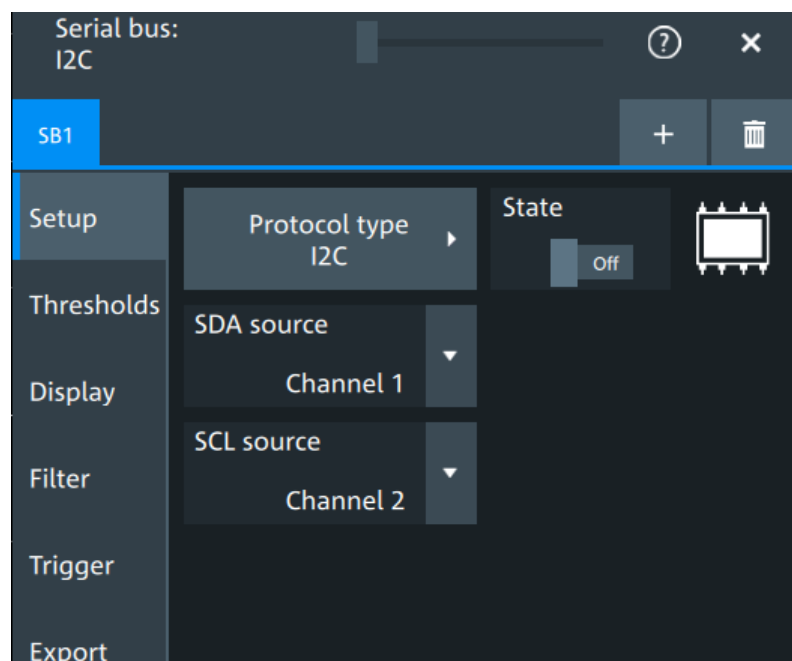 Serial bus:
I2C
?
SB1
+
Setup
Thresholds
Display
Filter
Trigger
Export
Protocol type
I2C
State
Off
SDA source
Channel 1
SCL source
Channel 2